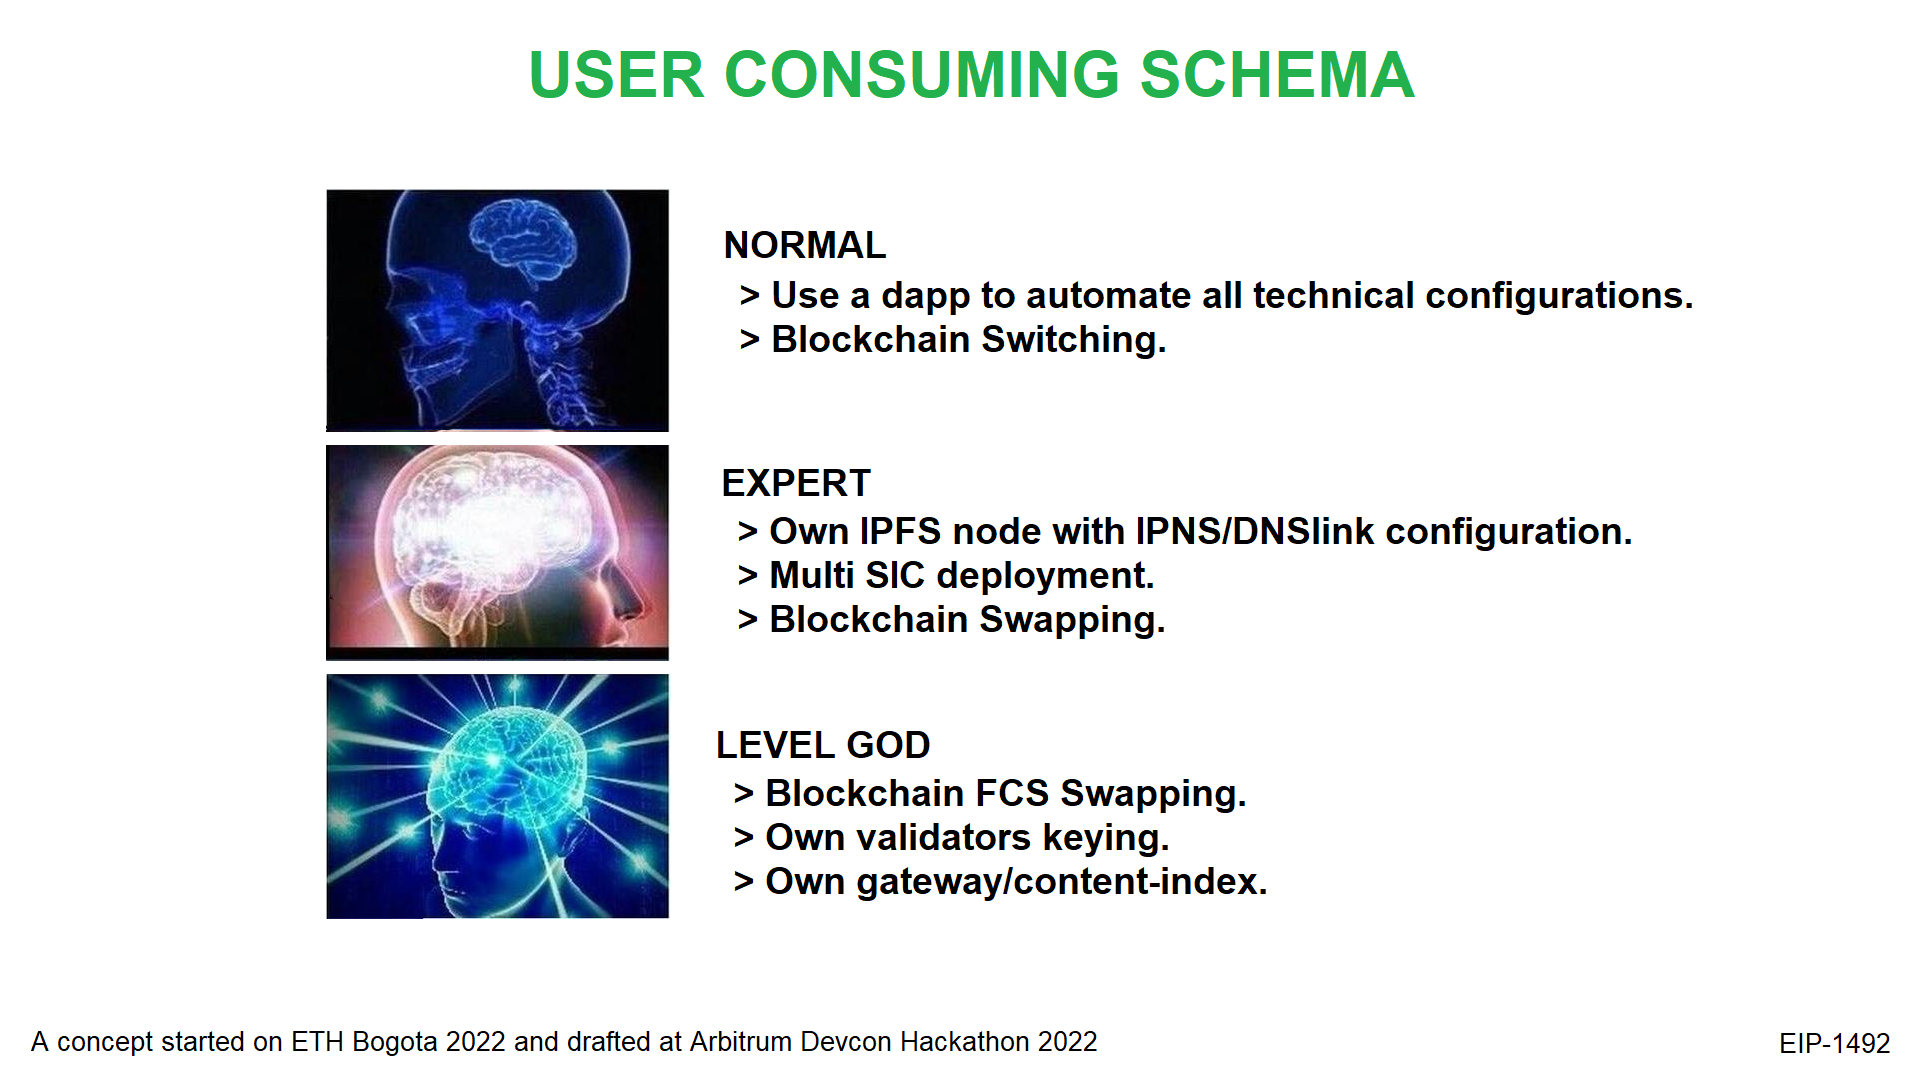 USER CONSUMING SCHEMA
NORMAL
> Use a dapp to automate all technical configurations.
> Blockchain Switching.
EXPERT
> Own IPFS node with IPNS/DNSlink configuration.
> Multi SIC deployment.
> Blockchain Swapping.
LEVEL GOD
> Blockchain FCS Swapping.
> Own validators keying.
> Own gateway/content-index.
A concept started on ETH Bogota 2022 and drafted at Arbitrum Devcon Hackathon 2022
EIP-1492